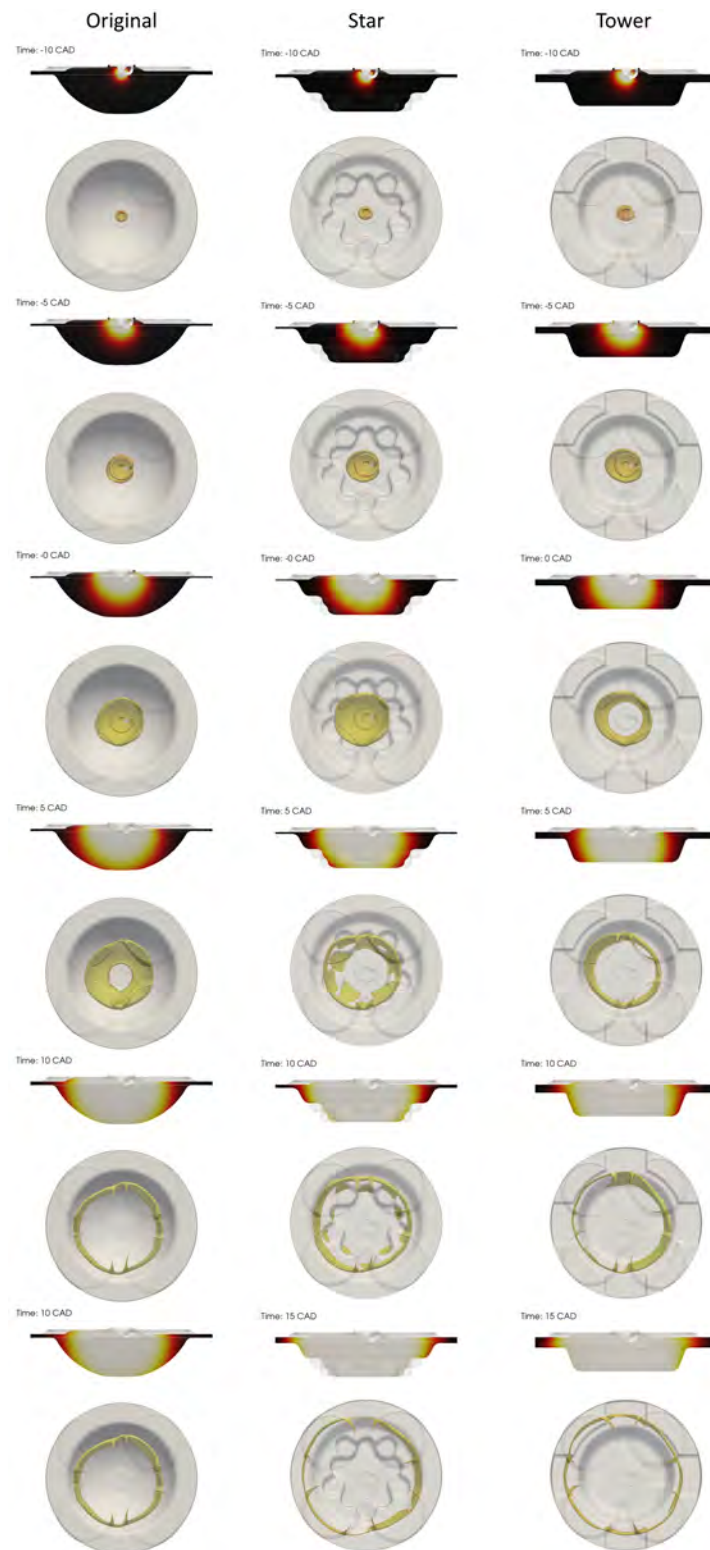 Original Star Tower
Time: -10 CAD Time: -10 CAD Time: -10 CAD
Time: -5 CAD Time: -5 CAD Time: -5 CAD
Time: -0 CAD Time: -0 CAD Time: 0 CAD
Time: 5 CAD Time: 5 CAD Time: 5 CAD
Time: 10 CAD Time: 10 CAD Time: 10 CAD
Time: 10 CAD Time: 15 CAD Time: 15 CAD